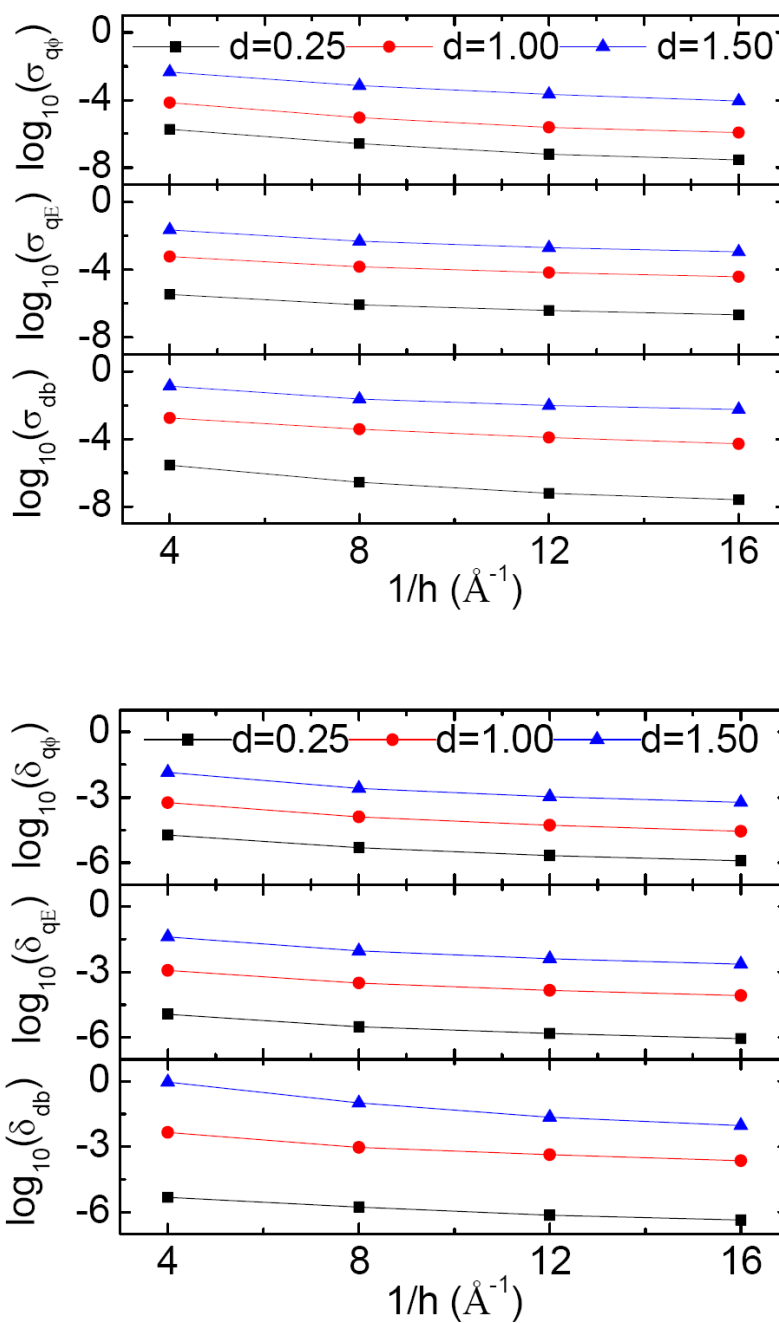 d=0.25 d=1.00 d=1.50
0
-4
-8
log₁₀(σqϕ)
0
-4
-8
log₁₀(σqE)
0
-4
-8
log₁₀(σdb)
4 8 12 16
1/h (Å⁻¹)
d=0.25 d=1.00 d=1.50
0
-3
-6
log₁₀(δqϕ)
0
-3
-6
log₁₀(δqE)
0
-3
-6
log₁₀(δdb)
4 8 12 16
1/h (Å⁻¹)